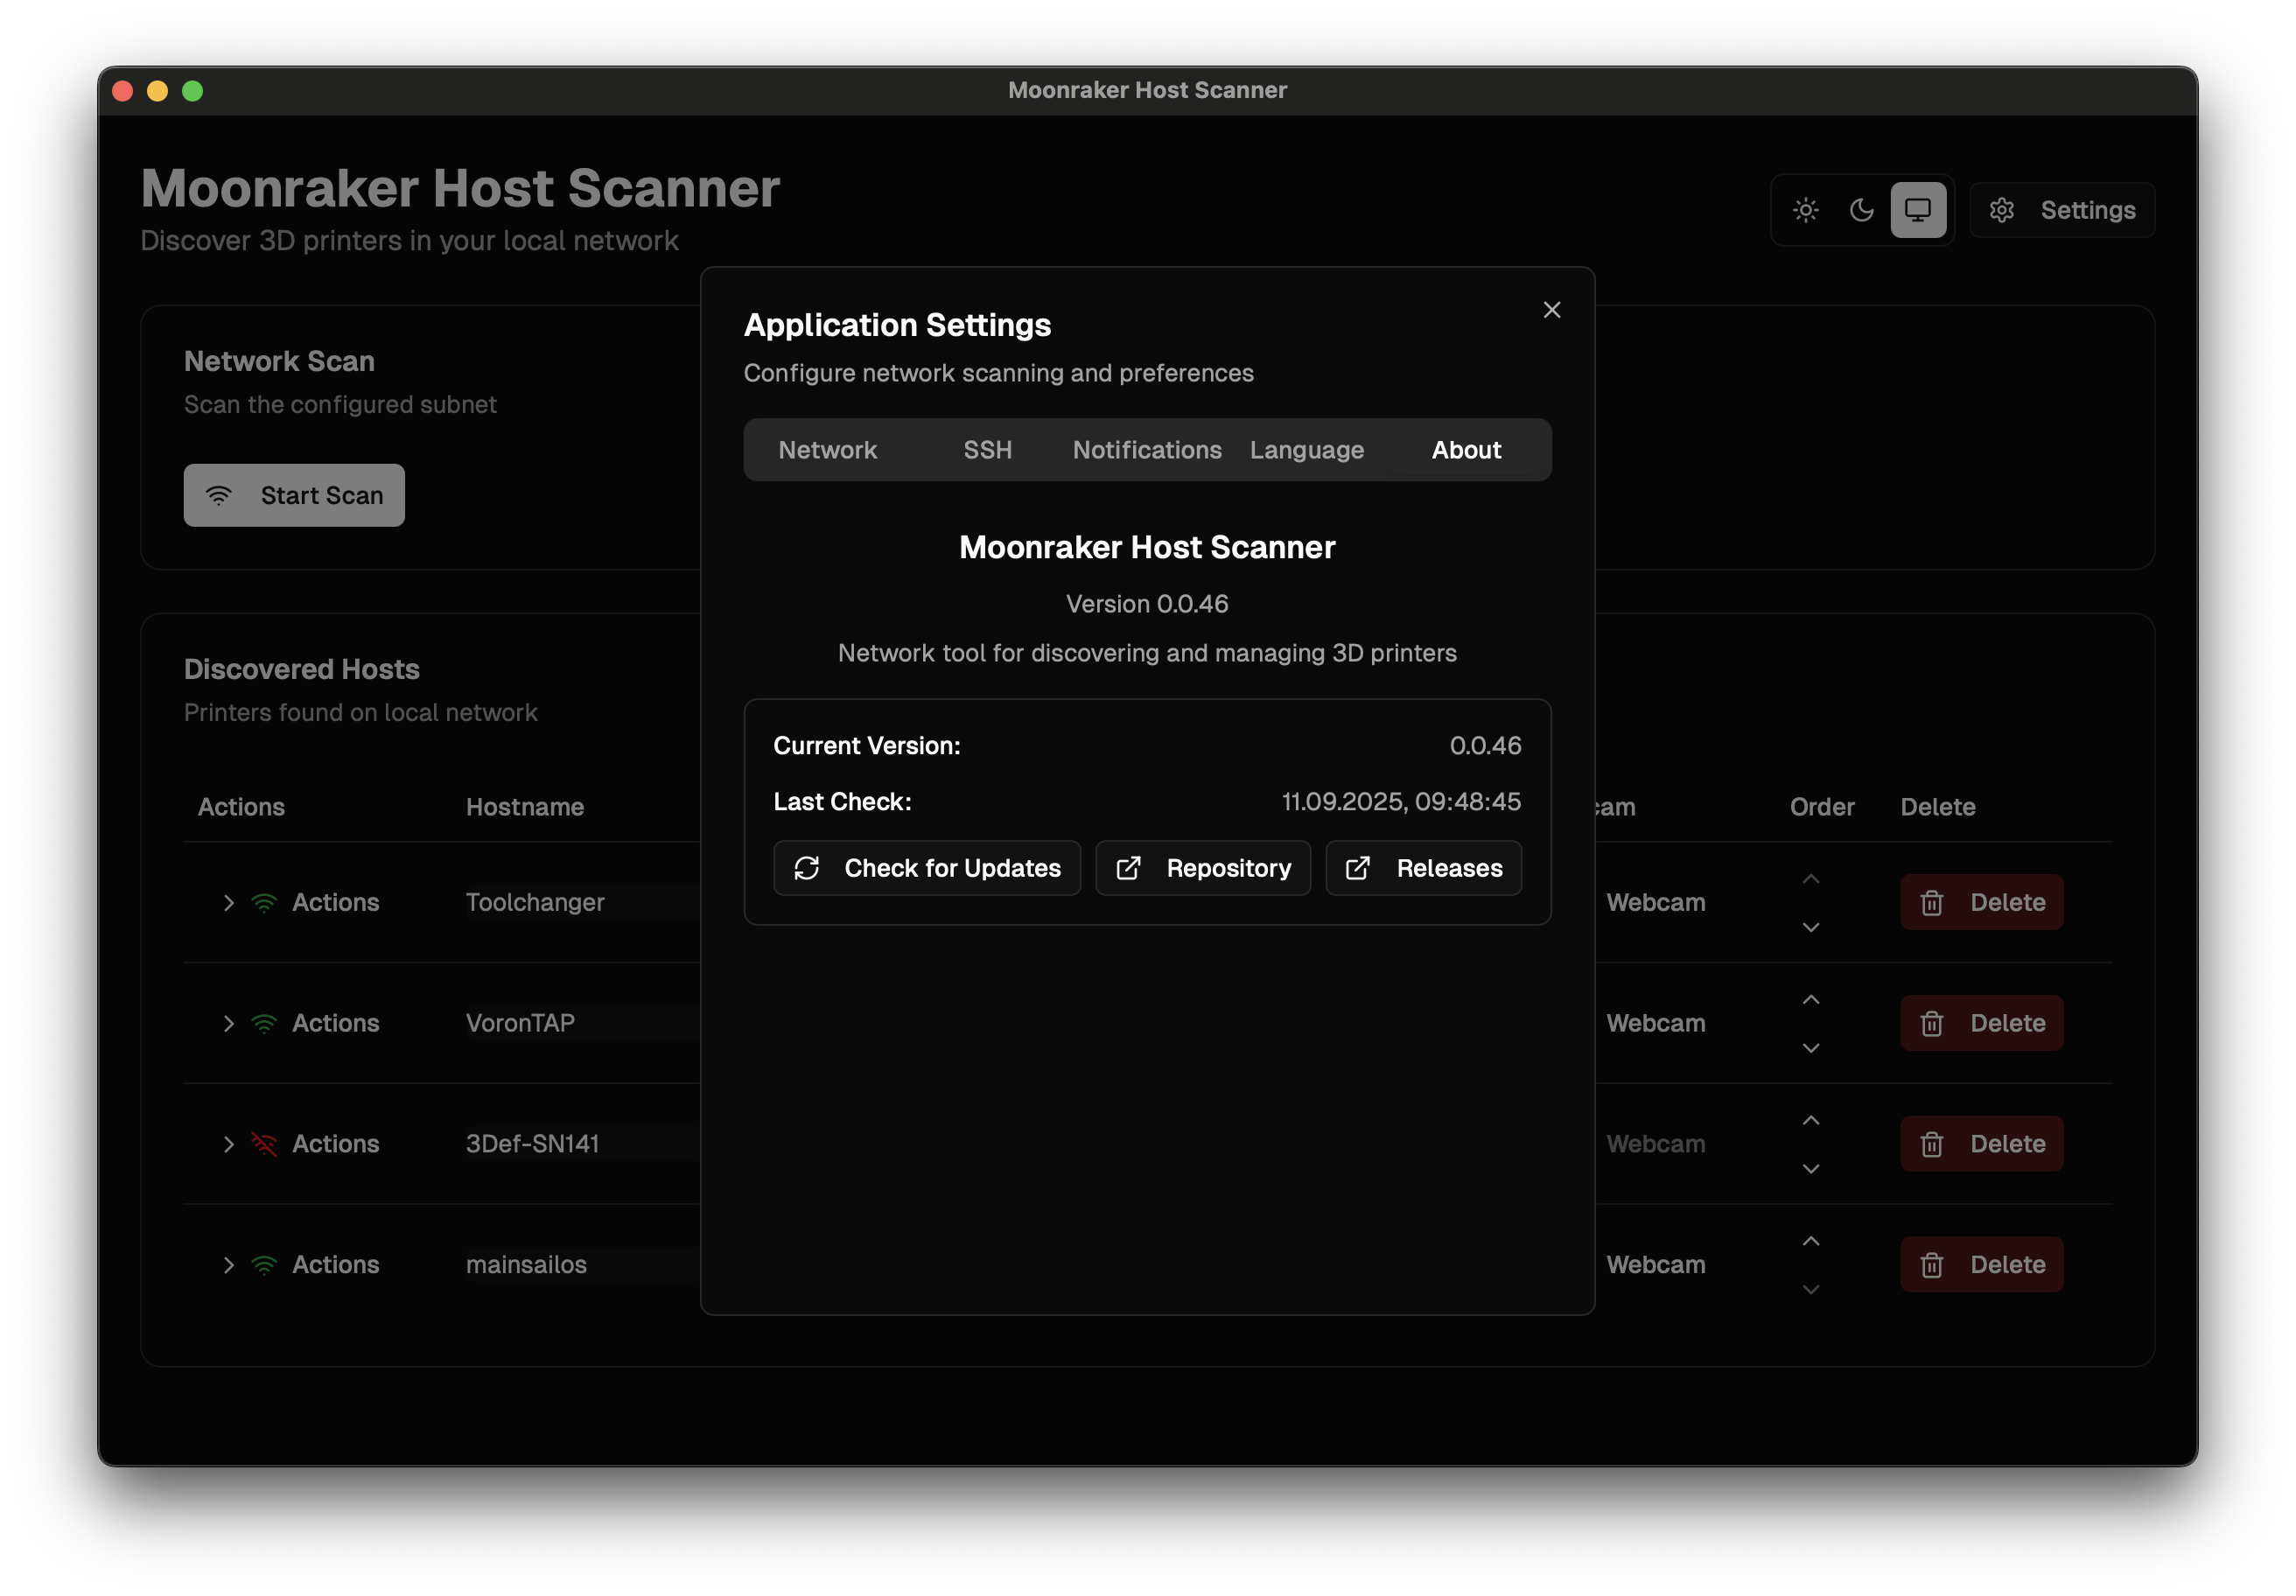 Moonraker Host Scanner
Moonraker Host Scanner
Discover 3D printers in your local network
Settings
Network Scan
Scan the configured subnet
Start Scan
Application Settings
Configure network scanning and preferences
Network SSH Notifications Language About
Moonraker Host Scanner
Version 0.0.46
Network tool for discovering and managing 3D printers
Current Version: 0.0.46
Last Check: 11.09.2025, 09:48:45
Check for Updates Repository Releases
Discovered Hosts
Printers found on local network
Actions Hostname cam Order Delete
Actions Toolchanger Webcam Delete
Actions VoronTAP Webcam Delete
Actions 3Def-SN141 Webcam Delete
Actions mainsailos Webcam Delete